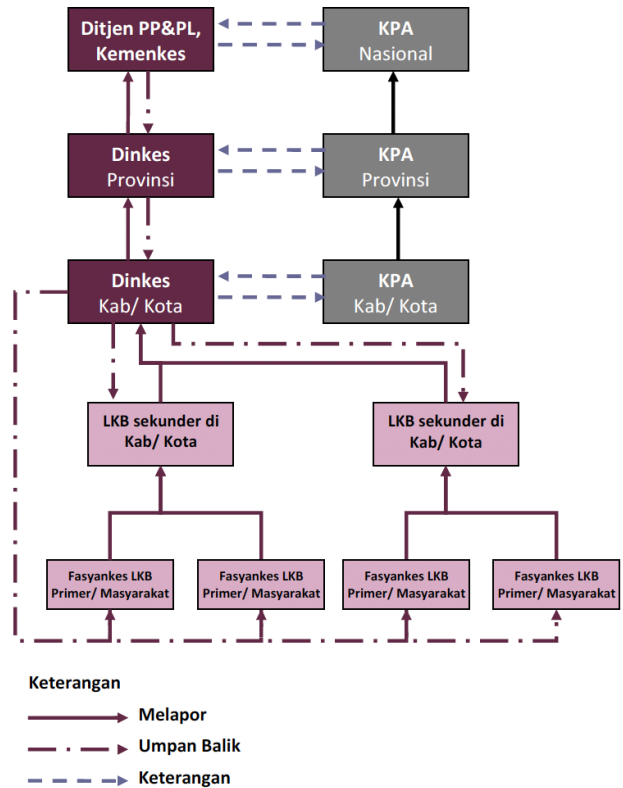 Ditjen PP&PL,
Kemenkes
KPA
Nasional
Dinkes
Provinsi
KPA
Provinsi
Dinkes
Kab/ Kota
KPA
Kab/ Kota
LKB sekunder di
Kab/ Kota
LKB sekunder di
Kab/ Kota
Fasyankes LKB
Primer/ Masyarakat
Fasyankes LKB
Primer/ Masyarakat
Fasyankes LKB
Primer/ Masyarakat
Fasyankes LKB
Primer/ Masyarakat
Keterangan
Melapor
Umpan Balik
Keterangan